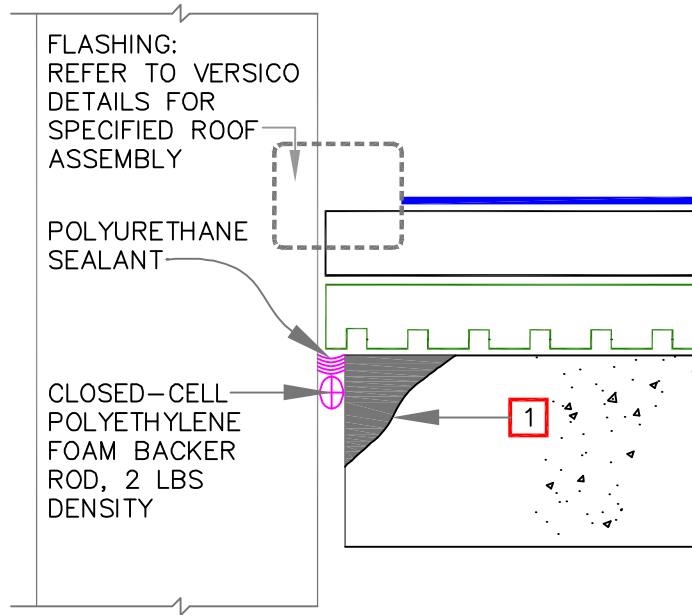 FLASHING:
REFER TO VERSICO
DETAILS FOR
SPECIFIED ROOF
ASSEMBLY
POLYURETHANE
SEALANT
CLOSED-CELL
POLYETHYLENE
FOAM BACKER
ROD, 2 LBS
DENSITY
1